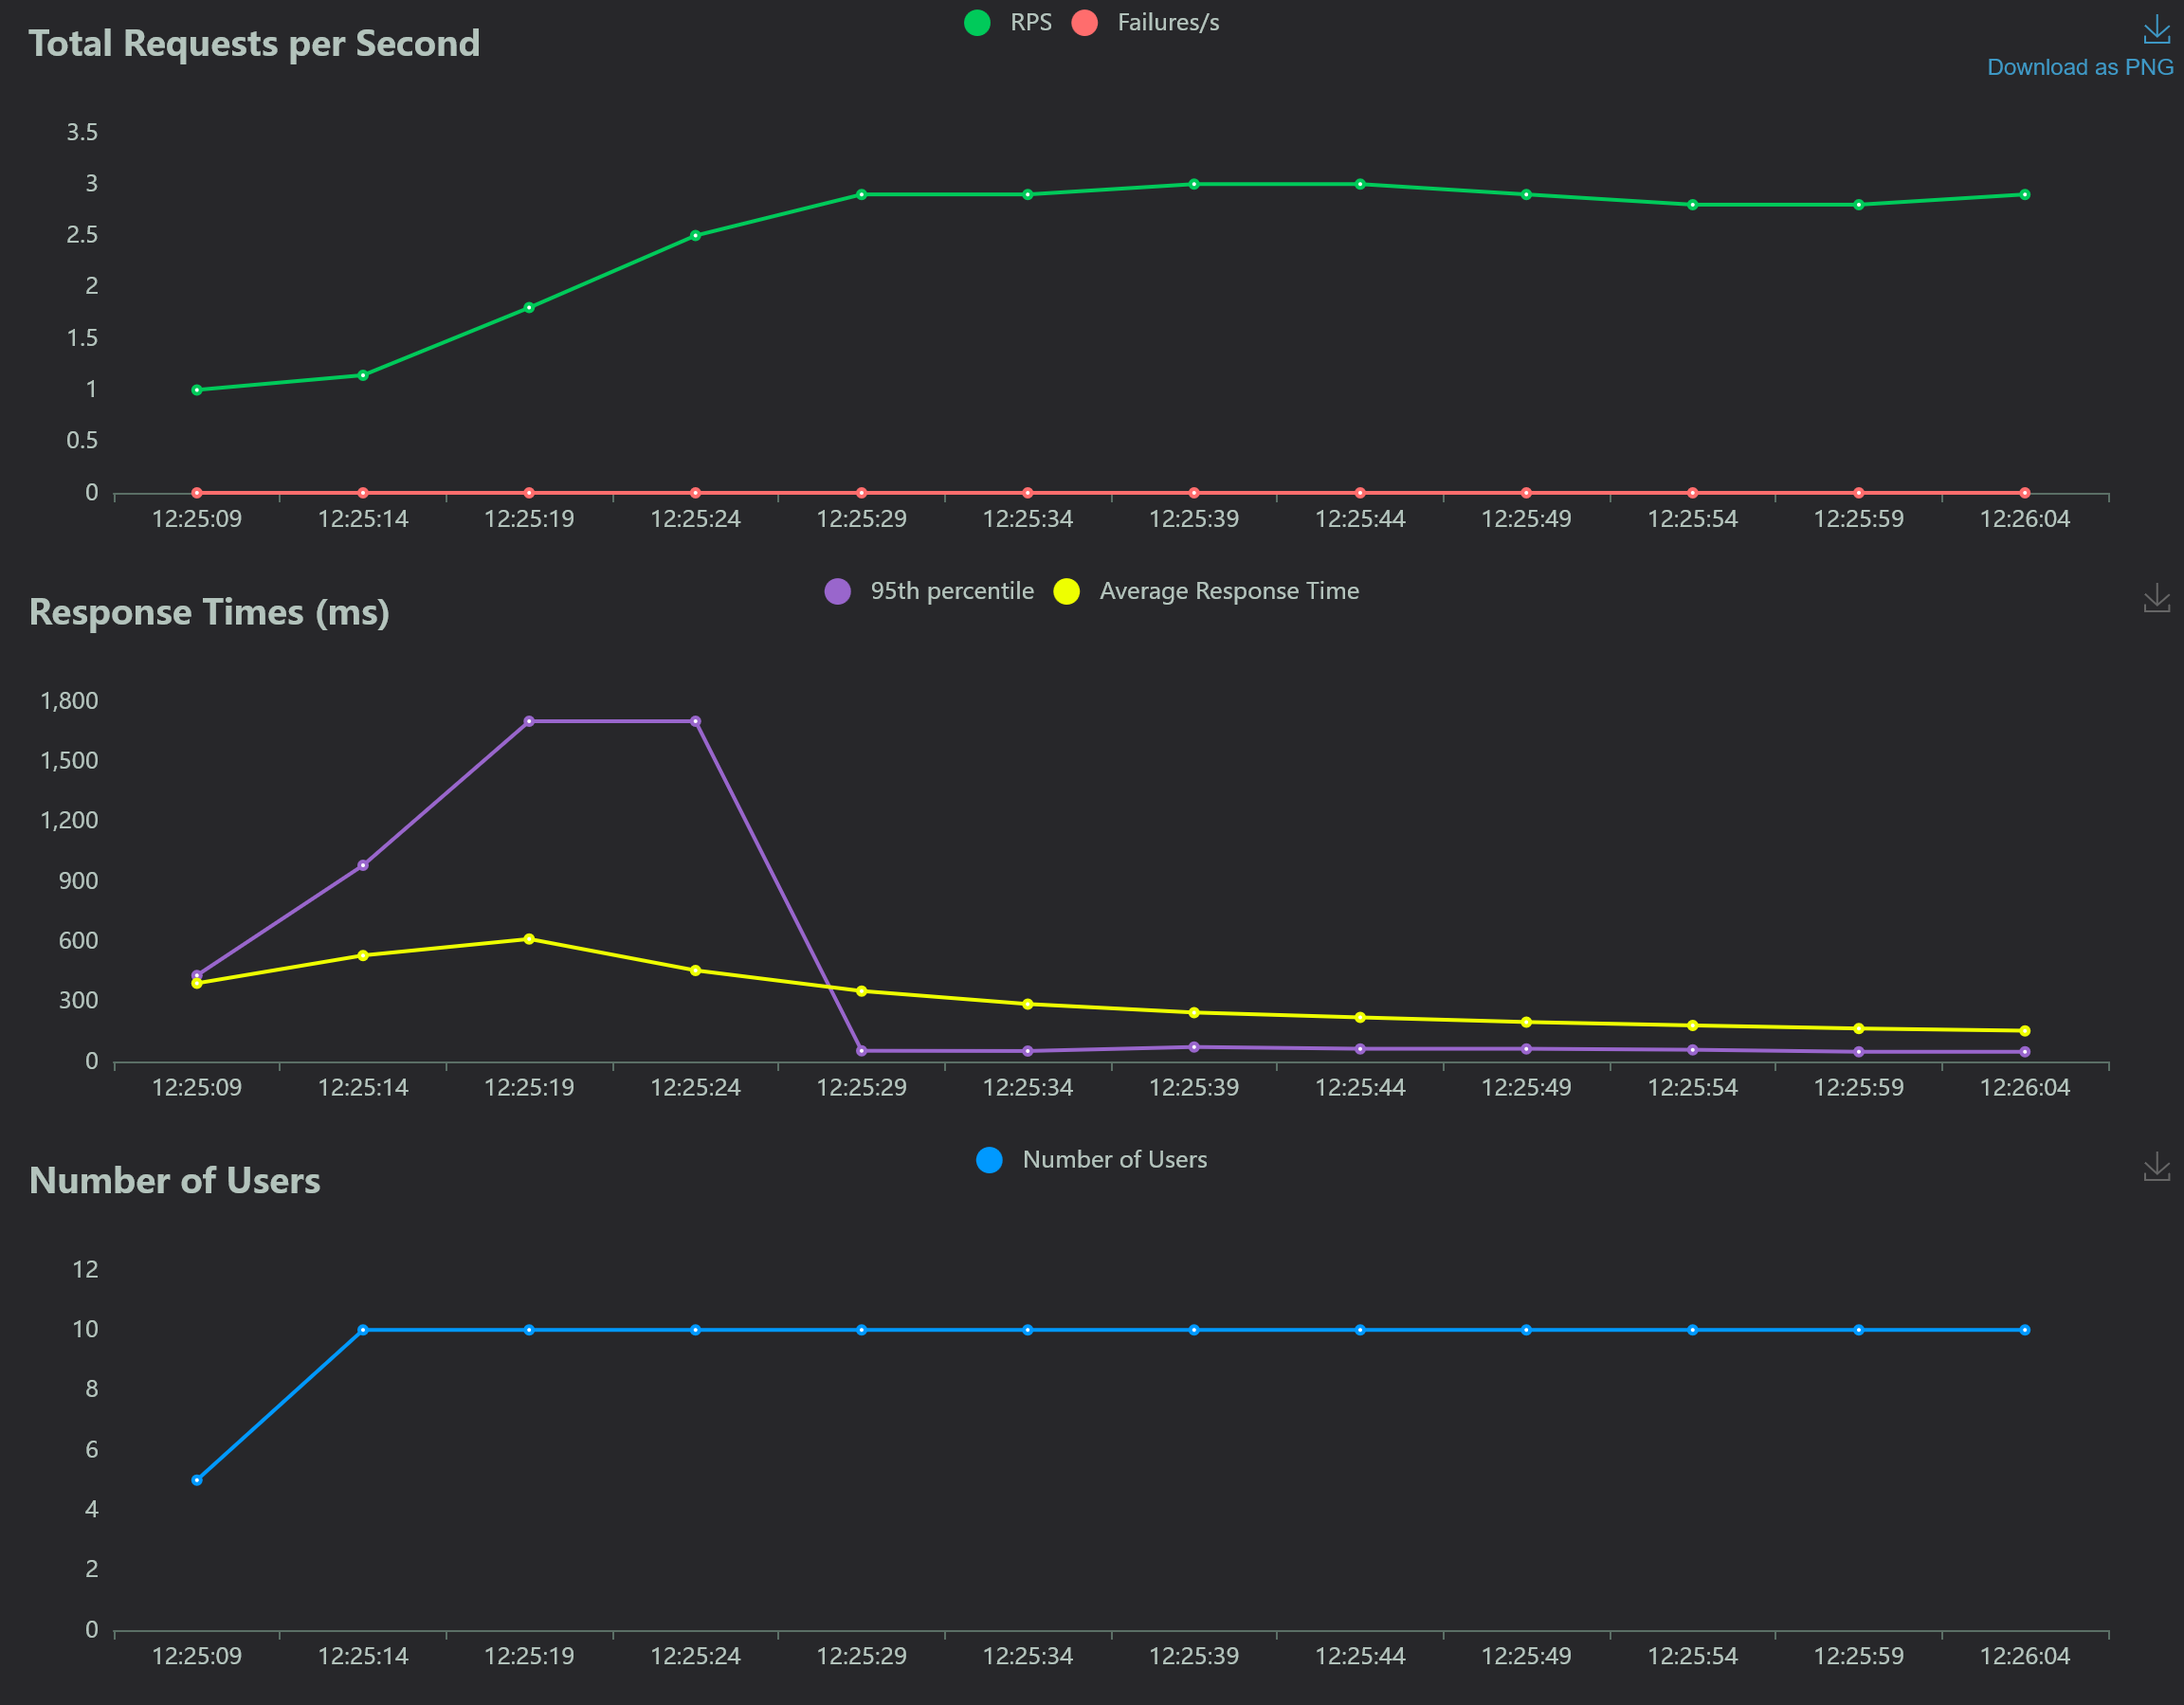 RPS Failures/s
Total Requests per Second
Download as PNG
3.5
3
2.5
2
1.5
1
0.5
0
12:25:09 12:25:14 12:25:19 12:25:24 12:25:29 12:25:34 12:25:39 12:25:44 12:25:49 12:25:54 12:25:59 12:26:04
95th percentile Average Response Time
Response Times (ms)
1,800
1,500
1,200
900
600
300
0
12:25:09 12:25:14 12:25:19 12:25:24 12:25:29 12:25:34 12:25:39 12:25:44 12:25:49 12:25:54 12:25:59 12:26:04
Number of Users
Number of Users
12
10
8
6
4
2
0
12:25:09 12:25:14 12:25:19 12:25:24 12:25:29 12:25:34 12:25:39 12:25:44 12:25:49 12:25:54 12:25:59 12:26:04